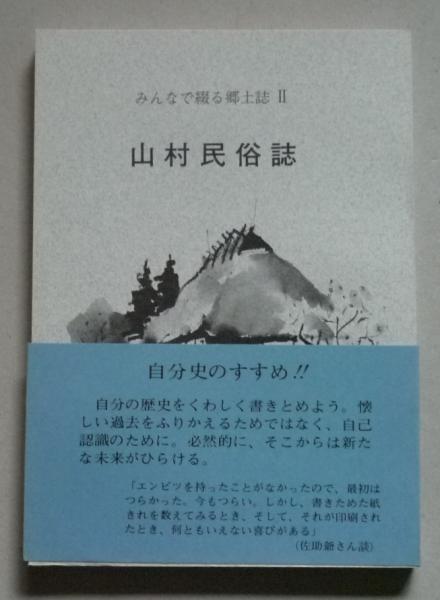 みんなで綴る郷土誌 Ⅱ
山村民俗誌
自分史のすすめ!!
自分の歴史をくわしく書きとめよう。懐
しい過去をふりかえるためではなく、自己
認識のために。必然的に、そこからは新た
な未来がひらける。
「エンピツを持ったことがなかったので、最初は
つらかった。今もつらい。しかし、書きためた紙
きれを数えてみるとき、そして、それが印刷され
たとき、何ともいえない喜びがある」
(佐助爺さん談)